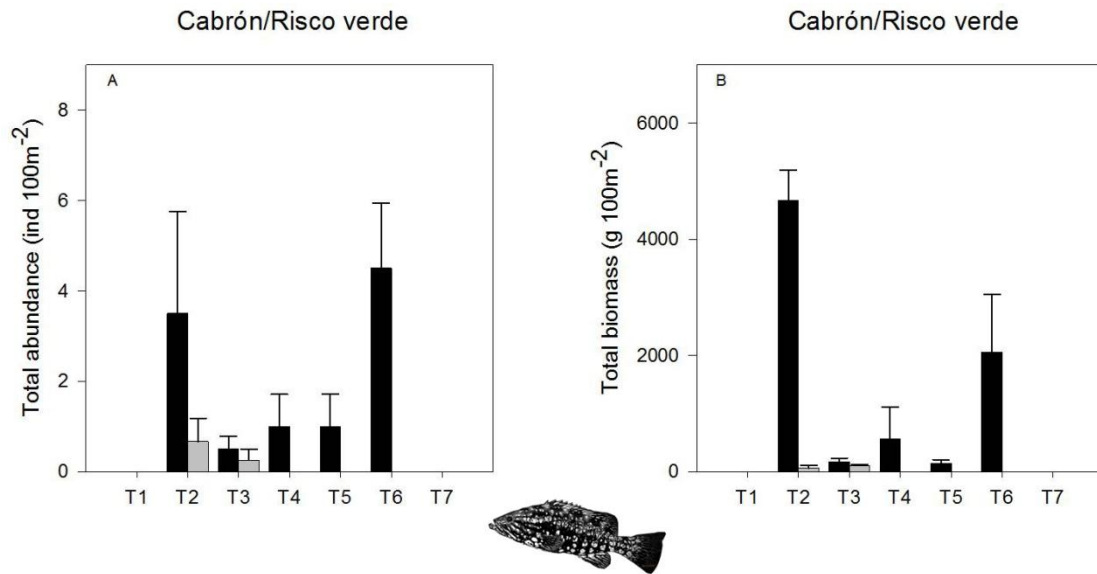 Cabrón/Risco verde
A
8
6
4
2
0
Total abundance (ind 100m-2)
T1 T2 T3 T4 T5 T6 T7
Cabrón/Risco verde
B
6000
4000
2000
0
Total biomass (g 100m-2)
T1 T2 T3 T4 T5 T6 T7